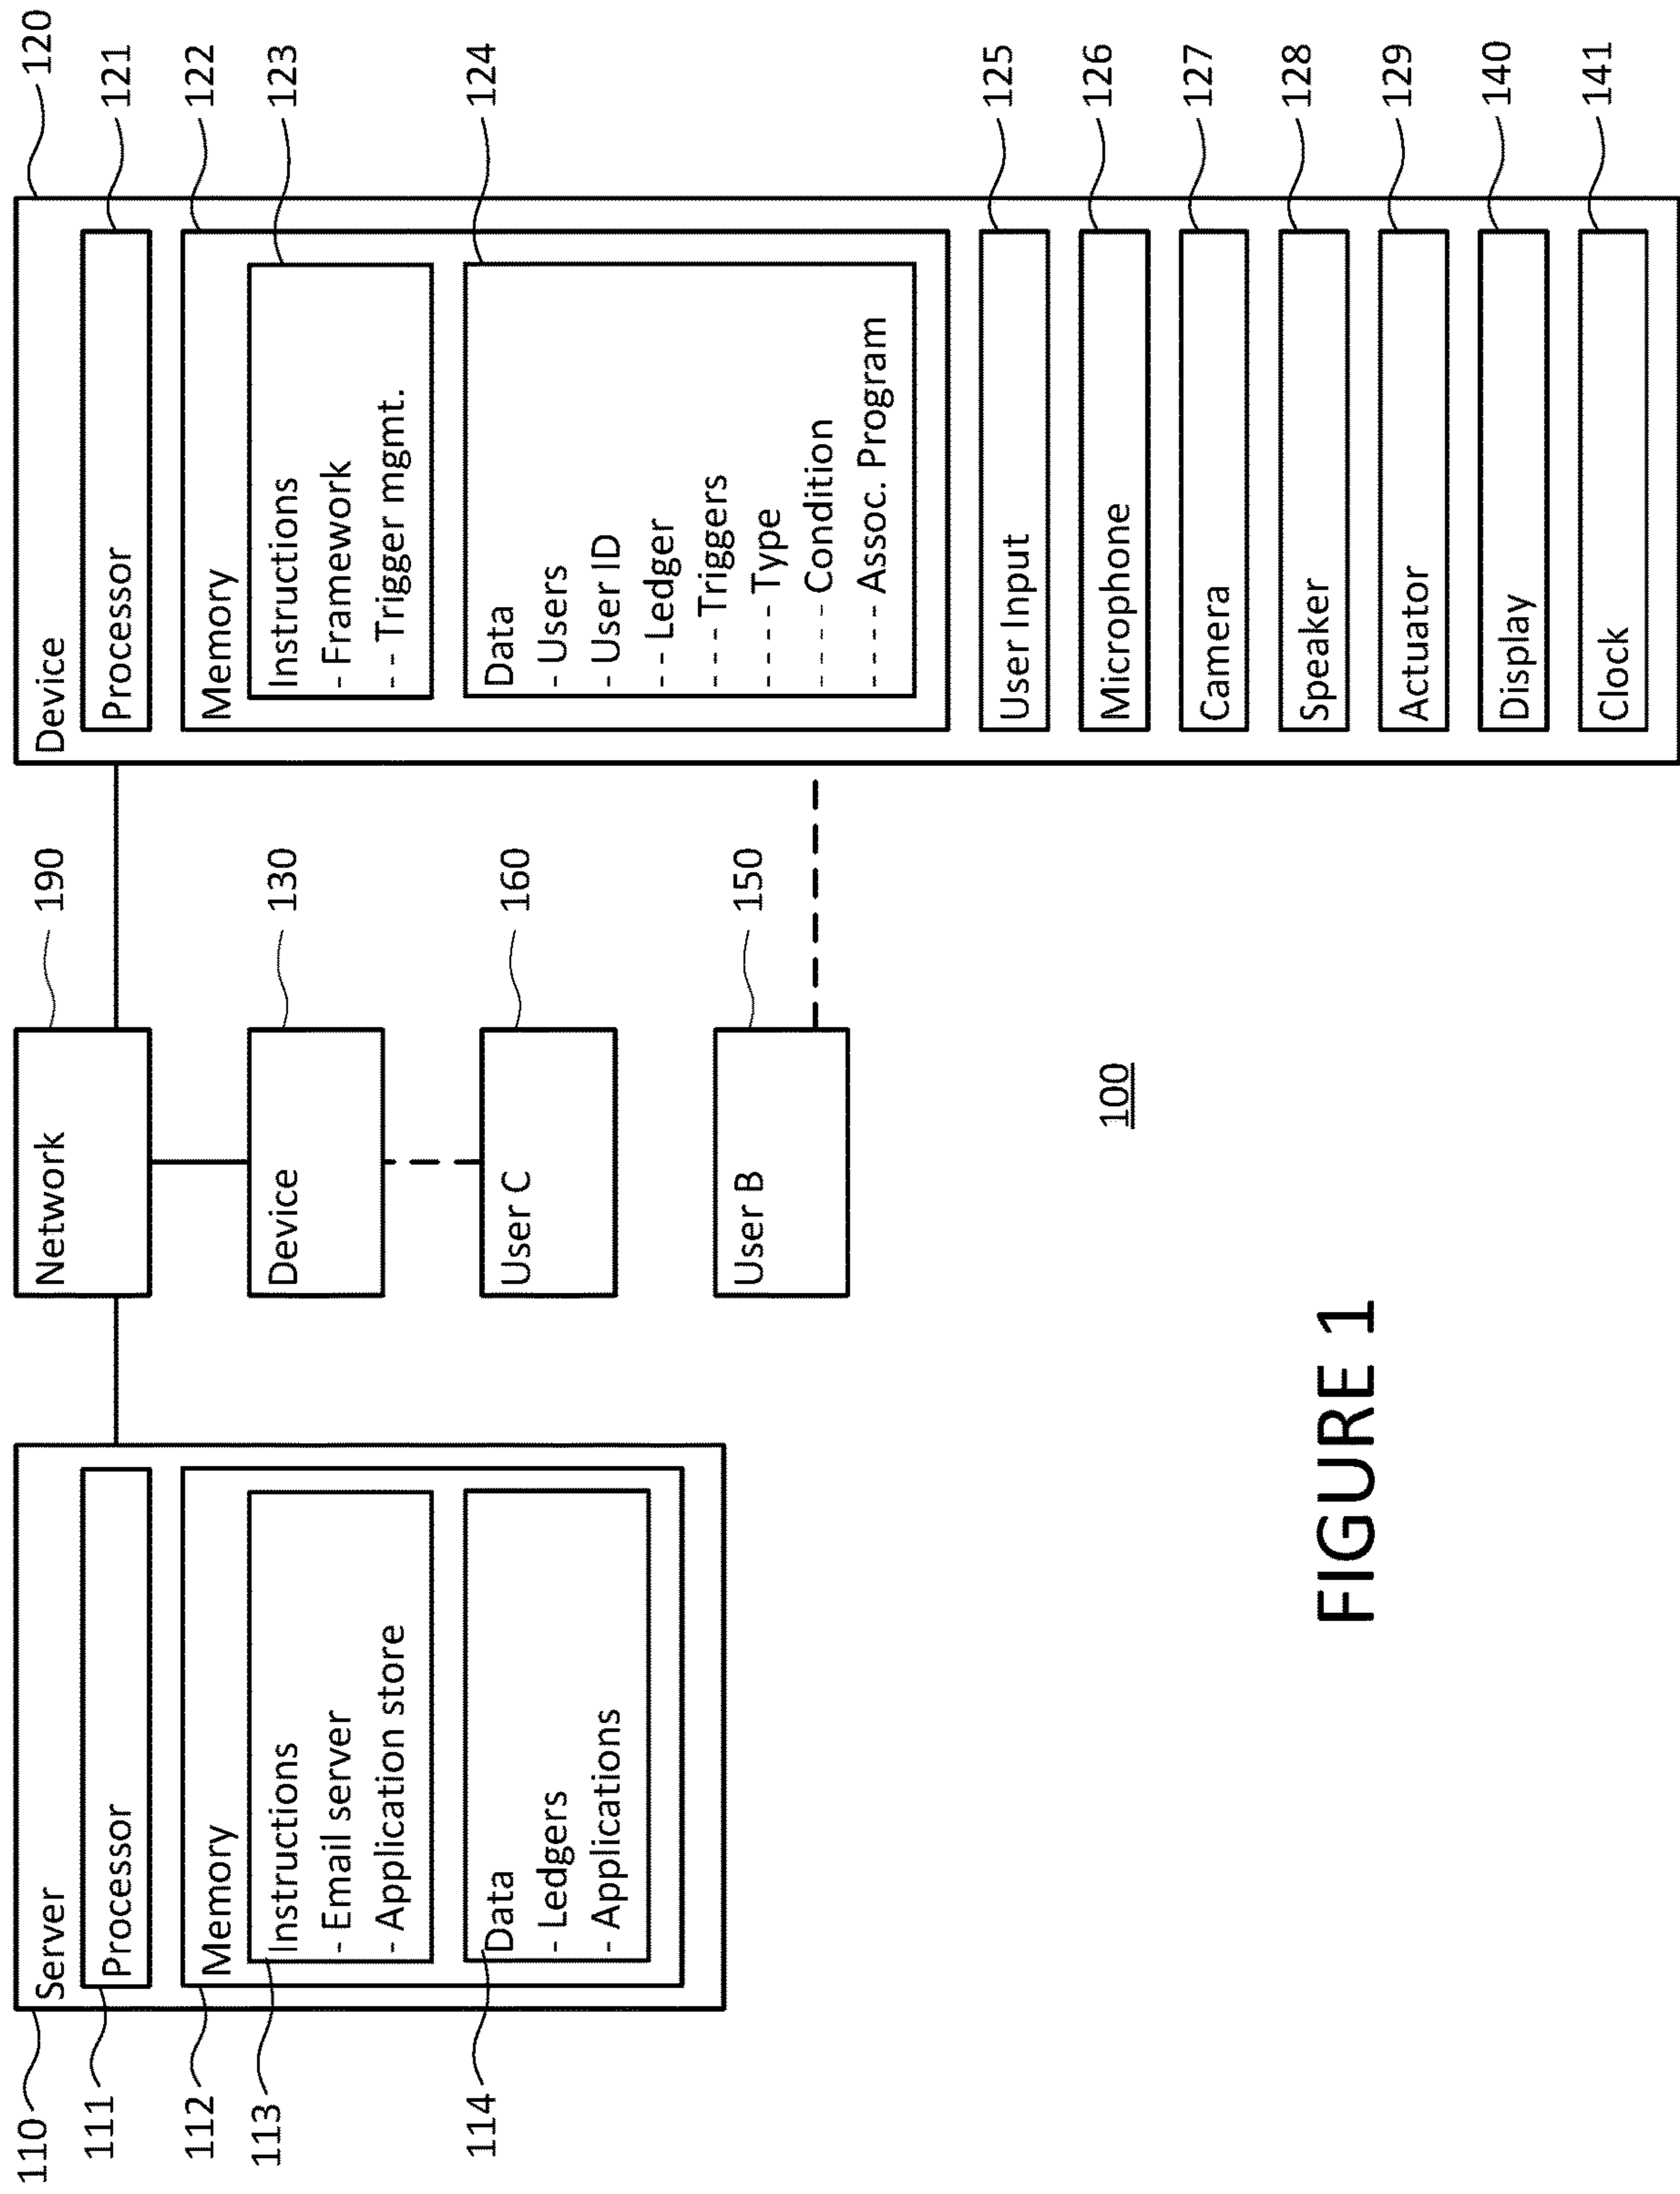 110
Server
111
Processor
112
Memory
113
Instructions
- Email server
- Application store
114
Data
- Ledgers
- Applications
Network
190
Device
130
User C
160
User B
150
100
Device
120
Processor
121
Memory
122
Instructions
123
- Framework
- - Trigger mgmt.
Data
124
- Users
- User ID
- - Ledger
- - - Triggers
- - - - Type
- - - - Condition
- - - - Assoc. Program
User Input
125
Microphone
126
Camera
127
Speaker
128
Actuator
129
Display
140
Clock
141
FIGURE 1